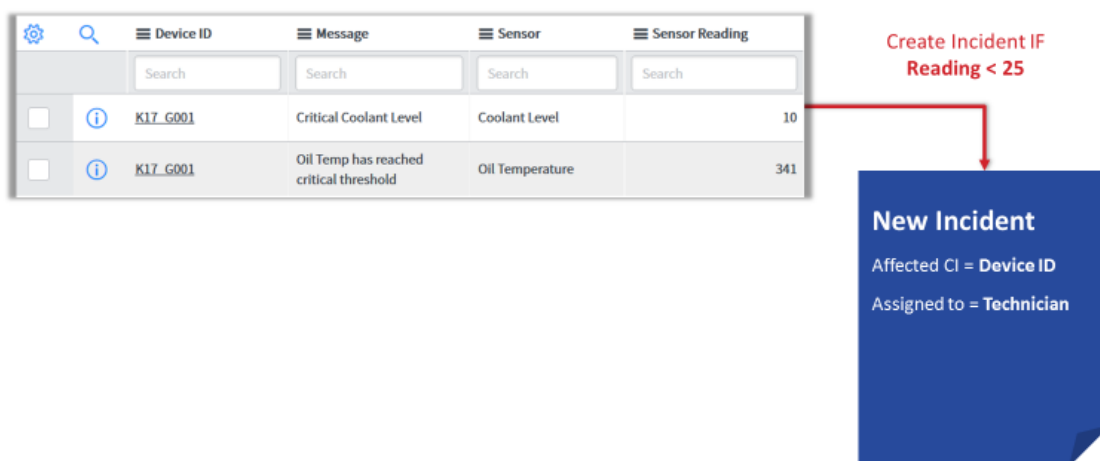 Device ID Message Sensor Sensor Reading
Search Search Search Search
K17_G001 Critical Coolant Level Coolant Level 10
K17_G001 Oil Temp has reached critical threshold Oil Temperature 341
Create Incident IF
Reading < 25
New Incident
Affected CI = Device ID
Assigned to = Technician